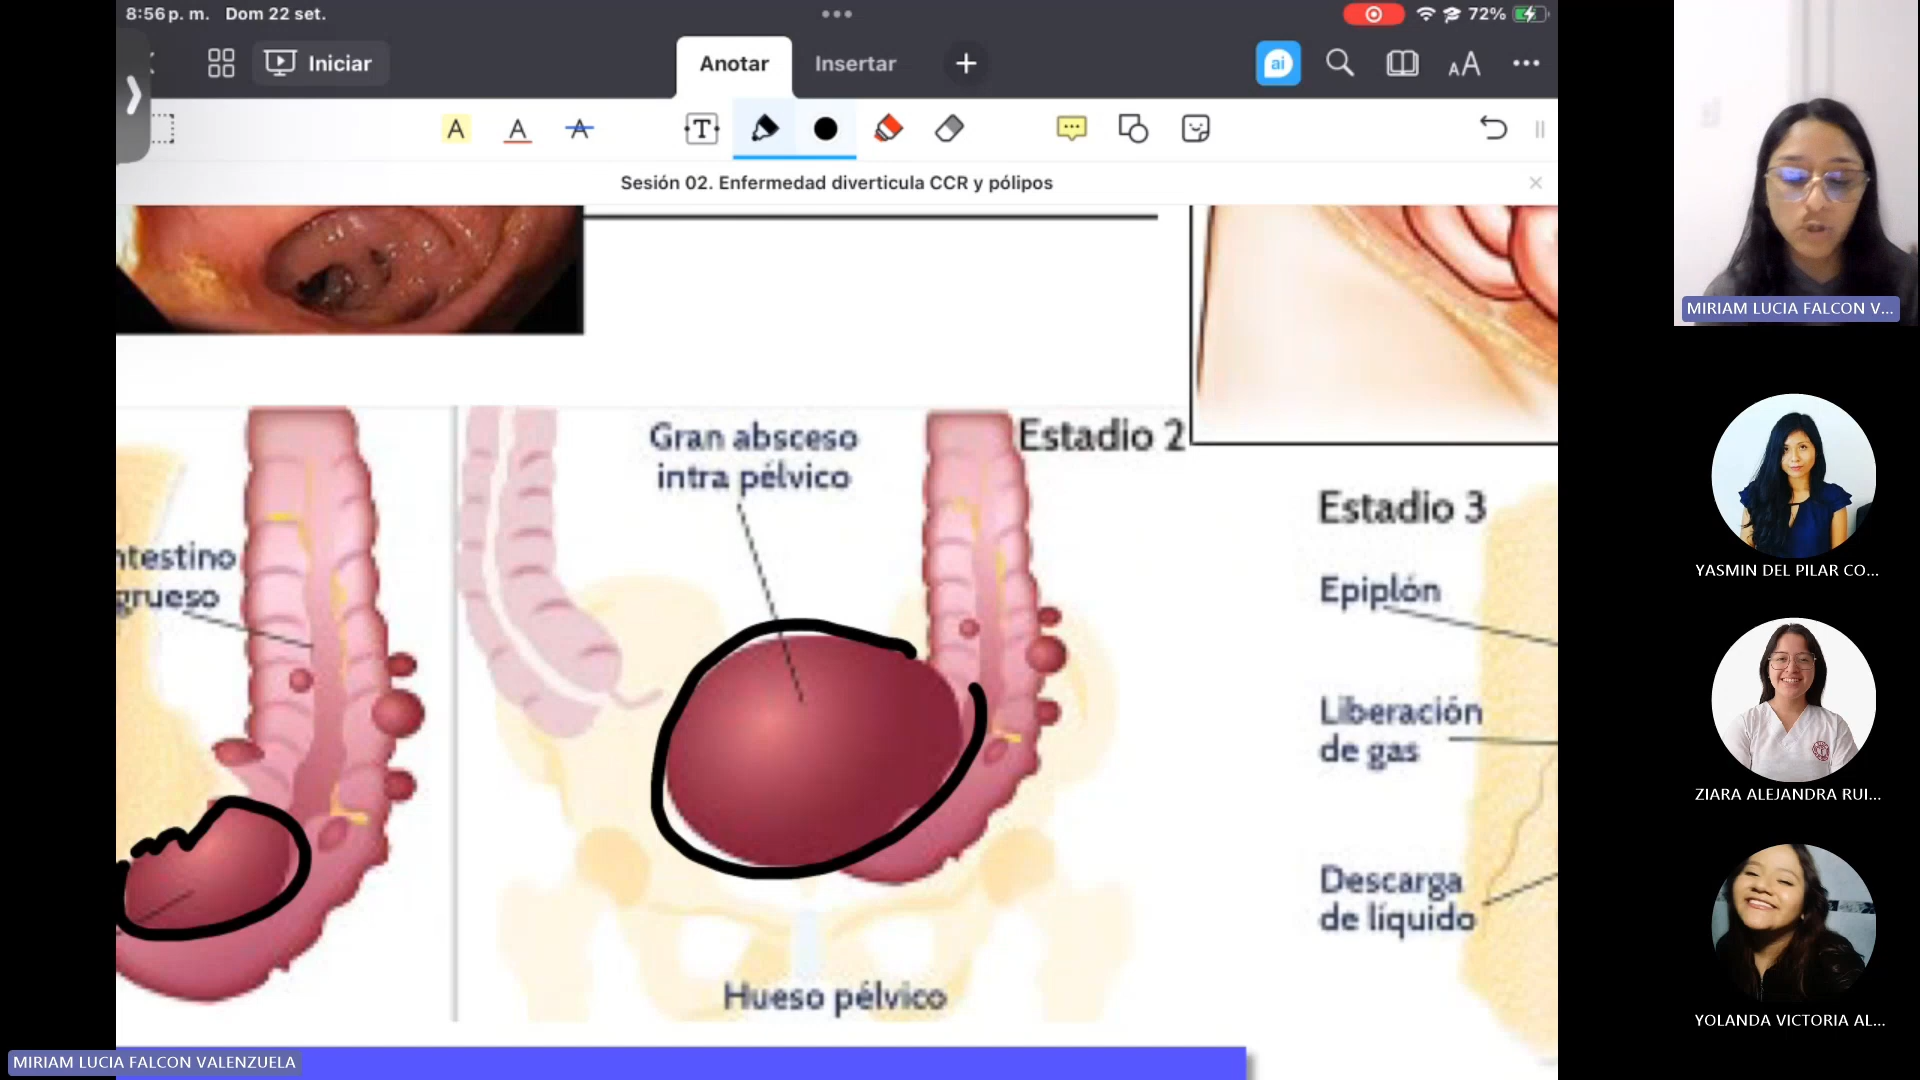 8:56 p. m. Dom 22 set.
72%
Iniciar
Anotar
Insertar
ai
AA
A
A
A
T
Sesión 02. Enfermedad diverticula CCR y pólipos
Gran absceso
intra pélvico
Estadio 2
Estadio 3
ntestino
grueso
Epiplón
Liberación
de gas
Descarga
de líquido
Hueso pélvico
MIRIAM LUCIA FALCON V...
YASMIN DEL PILAR CO...
ZIARA ALEJANDRA RUI...
YOLANDA VICTORIA AL...
MIRIAM LUCIA FALCON VALENZUELA